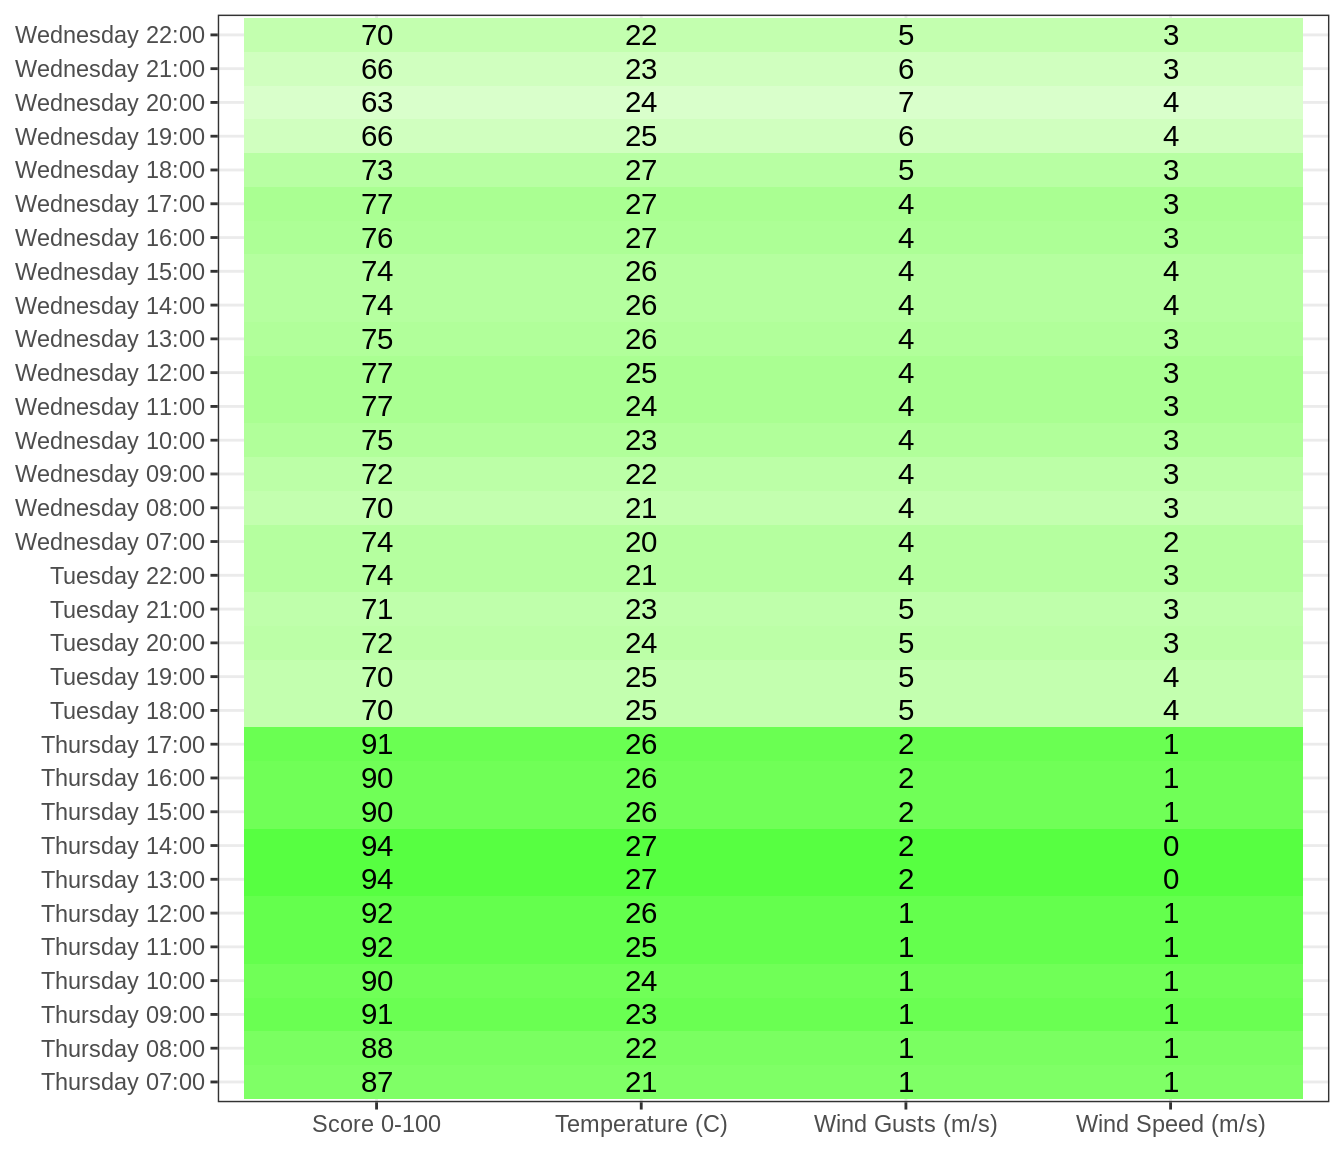 Wednesday 22:00 70 22 5 3
Wednesday 21:00 66 23 6 3
Wednesday 20:00 63 24 7 4
Wednesday 19:00 66 25 6 4
Wednesday 18:00 73 27 5 3
Wednesday 17:00 77 27 4 3
Wednesday 16:00 76 27 4 3
Wednesday 15:00 74 26 4 4
Wednesday 14:00 74 26 4 4
Wednesday 13:00 75 26 4 3
Wednesday 12:00 77 25 4 3
Wednesday 11:00 77 24 4 3
Wednesday 10:00 75 23 4 3
Wednesday 09:00 72 22 4 3
Wednesday 08:00 70 21 4 3
Wednesday 07:00 74 20 4 2
Tuesday 22:00 74 21 4 3
Tuesday 21:00 71 23 5 3
Tuesday 20:00 72 24 5 3
Tuesday 19:00 70 25 5 4
Tuesday 18:00 70 25 5 4
Thursday 17:00 91 26 2 1
Thursday 16:00 90 26 2 1
Thursday 15:00 90 26 2 1
Thursday 14:00 94 27 2 0
Thursday 13:00 94 27 2 0
Thursday 12:00 92 26 1 1
Thursday 11:00 92 25 1 1
Thursday 10:00 90 24 1 1
Thursday 09:00 91 23 1 1
Thursday 08:00 88 22 1 1
Thursday 07:00 87 21 1 1
Score 0-100 Temperature (C) Wind Gusts (m/s) Wind Speed (m/s)